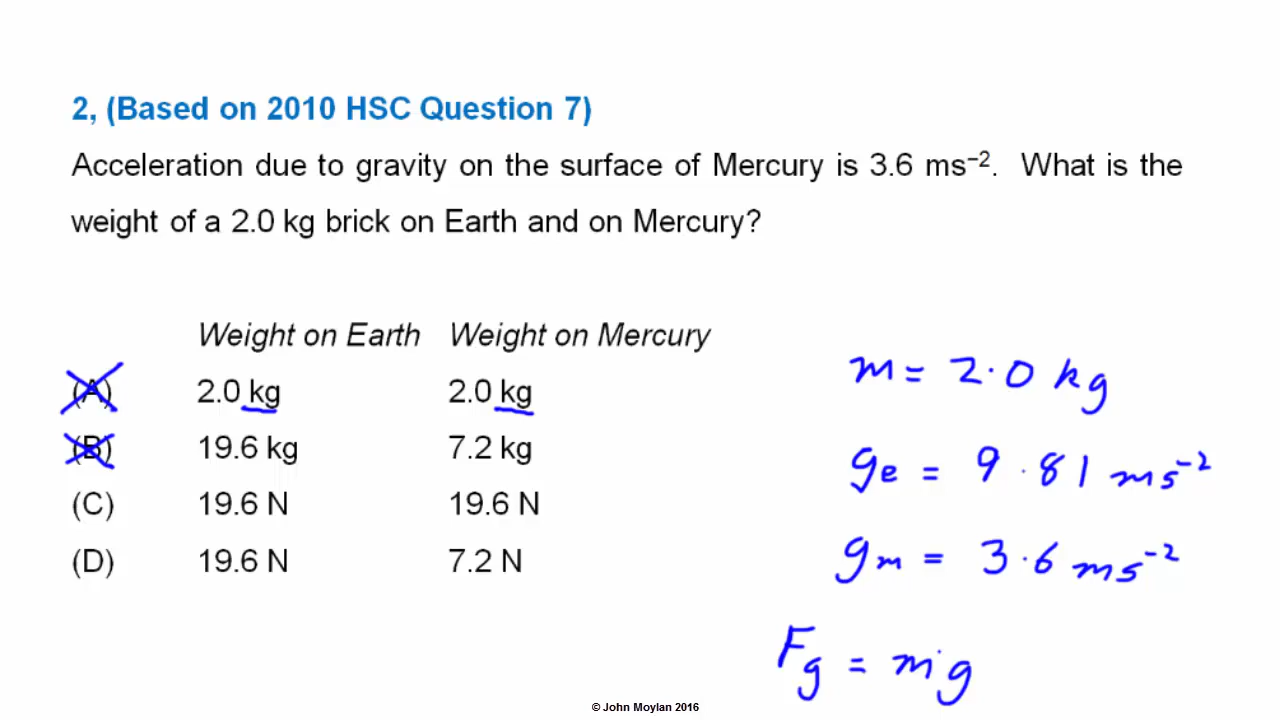 2, (Based on 2010 HSC Question 7)
Acceleration due to gravity on the surface of Mercury is 3.6 ms⁻². What is the
weight of a 2.0 kg brick on Earth and on Mercury?
Weight on Earth Weight on Mercury
(A) 2.0 kg 2.0 kg
(B) 19.6 kg 7.2 kg
(C) 19.6 N 19.6 N
(D) 19.6 N 7.2 N
m = 2.0 kg
ge = 9.81 ms⁻²
gm = 3.6 ms⁻²
Fg = mg
© John Moylan 2016